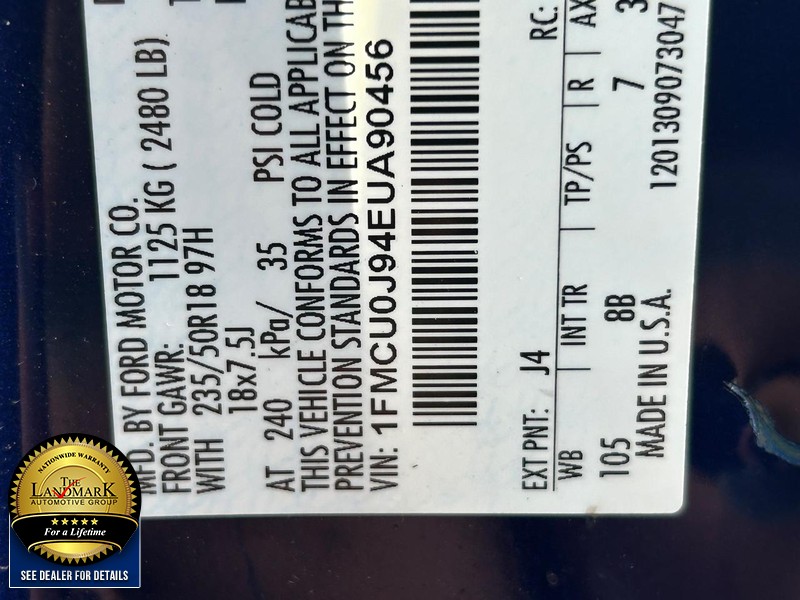 MFD. BY FORD MOTOR CO.
FRONT GAWR: 1125 KG ( 2480 LB)
WITH 235/50R18 97H
18x7.5J
AT 240 kPa/ 35 PSI COLD
THIS VEHICLE CONFORMS TO ALL APPLICAB
PREVENTION STANDARDS IN EFFECT ON TH
VIN: 1FMCU0J94EUA90456
EXT PNT: J4 RC:
WB INT TR TP/PS R AX
105 8B 7 3
MADE IN U.S.A. 1201309073047
NATIONWIDE WARRANTY
THE
LANDMARK
AUTOMOTIVE GROUP
For a Lifetime
SEE DEALER FOR DETAILS